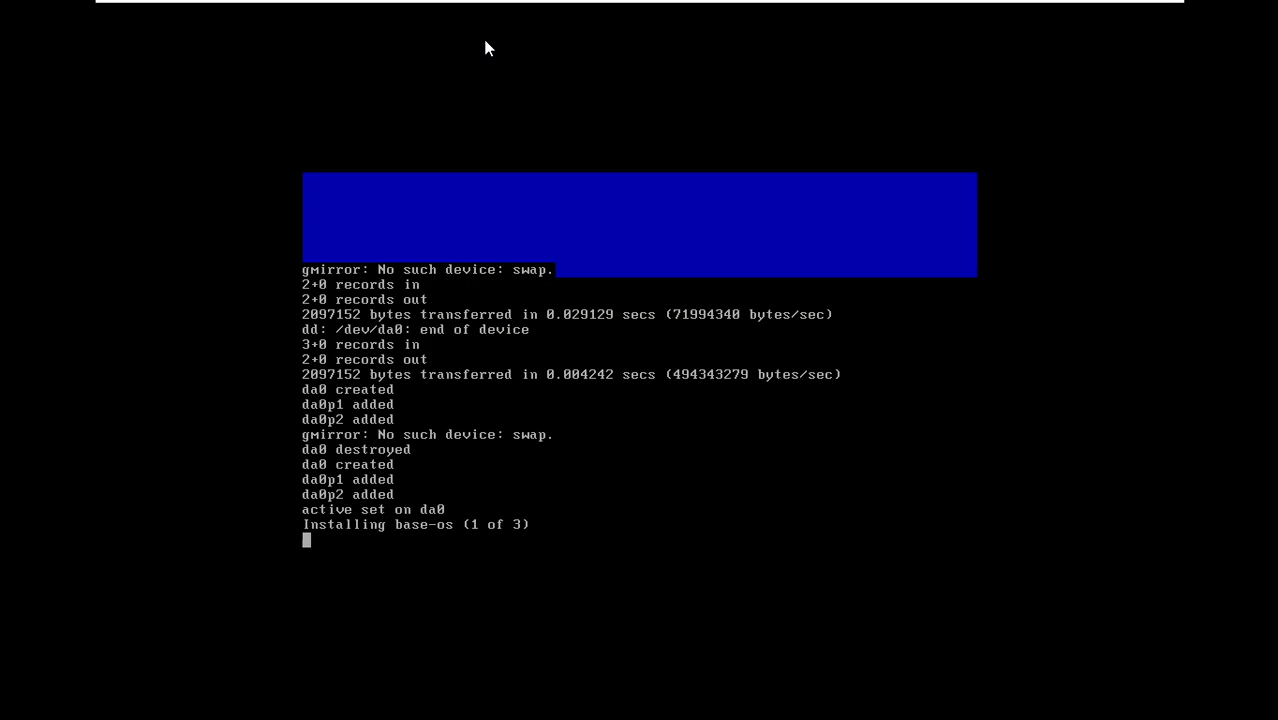 gmirror: No such device: swap.
2+0 records in
2+0 records out
2097152 bytes transferred in 0.029129 secs (71994340 bytes/sec)
dd: /dev/da0: end of device
3+0 records in
2+0 records out
2097152 bytes transferred in 0.004242 secs (494343279 bytes/sec)
da0 created
da0p1 added
da0p2 added
gmirror: No such device: swap.
da0 destroyed
da0 created
da0p1 added
da0p2 added
active set on da0
Installing base-os (1 of 3)